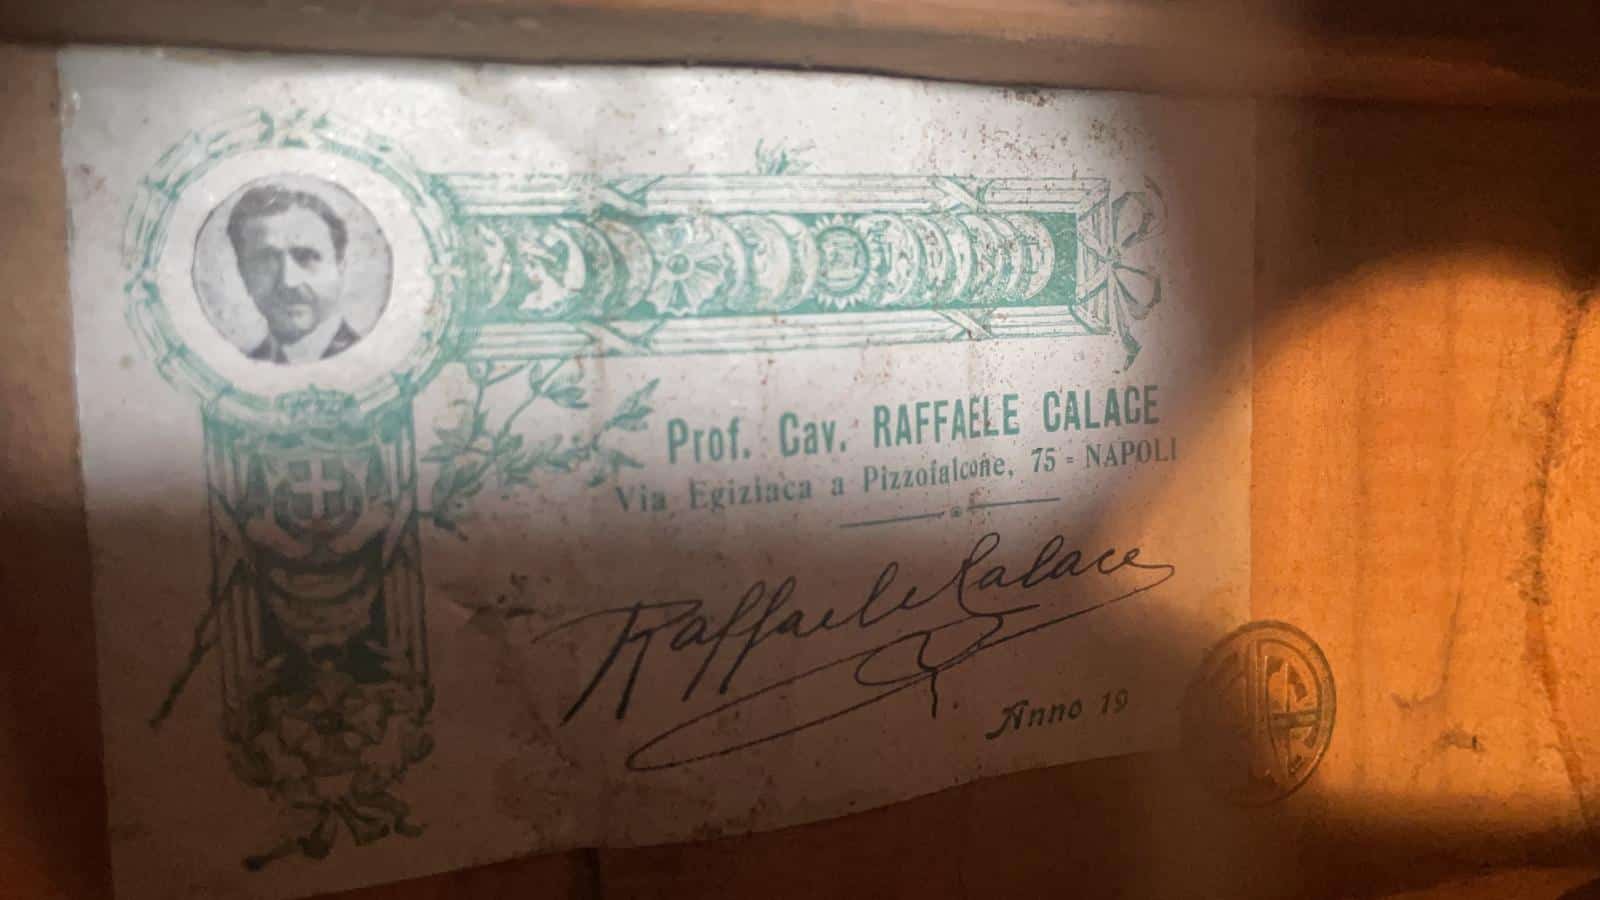 Prof. Cav. RAFFAELE CALACE
Via Egiziaca a Pizzofalcone, 75 - NAPOLI
Raffaele Calace
Anno 19